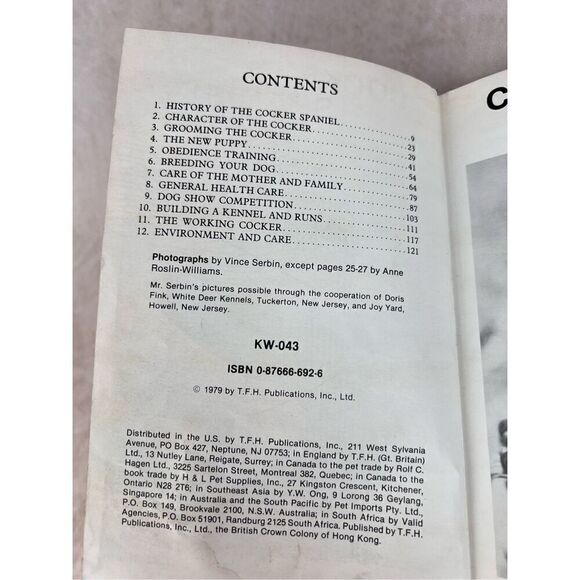 CONTENTS
1. HISTORY OF THE COCKER SPANIEL . . . . . . . . . . 9
2. CHARACTER OF THE COCKER . . . . . . . . . . 23
3. GROOMING THE COCKER . . . . . . . . . . 29
4. THE NEW PUPPY . . . . . . . . . . 41
5. OBEDIENCE TRAINING . . . . . . . . . . 54
6. BREEDING YOUR DOG . . . . . . . . . . 64
7. CARE OF THE MOTHER AND FAMILY . . . . . . . . . . 79
8. GENERAL HEALTH CARE . . . . . . . . . . 87
9. DOG SHOW COMPETITION . . . . . . . . . . 103
10. BUILDING A KENNEL AND RUNS . . . . . . . . . . 111
11. THE WORKING COCKER . . . . . . . . . . 117
12. ENVIRONMENT AND CARE . . . . . . . . . . 121
Photographs by Vince Serbin, except pages 25-27 by Anne
Roslin-Williams.
Mr. Serbin's pictures possible through the cooperation of Doris
Fink, White Deer Kennels, Tuckerton, New Jersey, and Joy Yard,
Howell, New Jersey.
KW-043
ISBN 0-87666-692-6
© 1979 by T.F.H. Publications, Inc., Ltd.
Distributed in the U.S. by T.F.H. Publications, Inc., 211 West Sylvania
Avenue, PO Box 427, Neptune, NJ 07753; in England by T.F.H. (Gt. Britain)
Ltd., 13 Nutley Lane, Reigate, Surrey; in Canada to the pet trade by Rolf C.
Hagen Ltd., 3225 Sartelon Street, Montreal 382, Quebec; in Canada to the
book trade by H & L Pet Supplies, Inc., 27 Kingston Crescent, Kitchener,
Ontario N2B 2T6; in Southeast Asia by Y.W. Ong, 9 Lorong 36 Geylang,
Singapore 14; in Australia and the South Pacific by Pet Imports Pty. Ltd.,
P.O. Box 149, Brookvale 2100, N.S.W. Australia; in South Africa by Valid
Agencies, P.O. Box 51901, Randburg 2125 South Africa. Published by T.F.H.
Publications, Inc., Ltd., the British Crown Colony of Hong Kong.